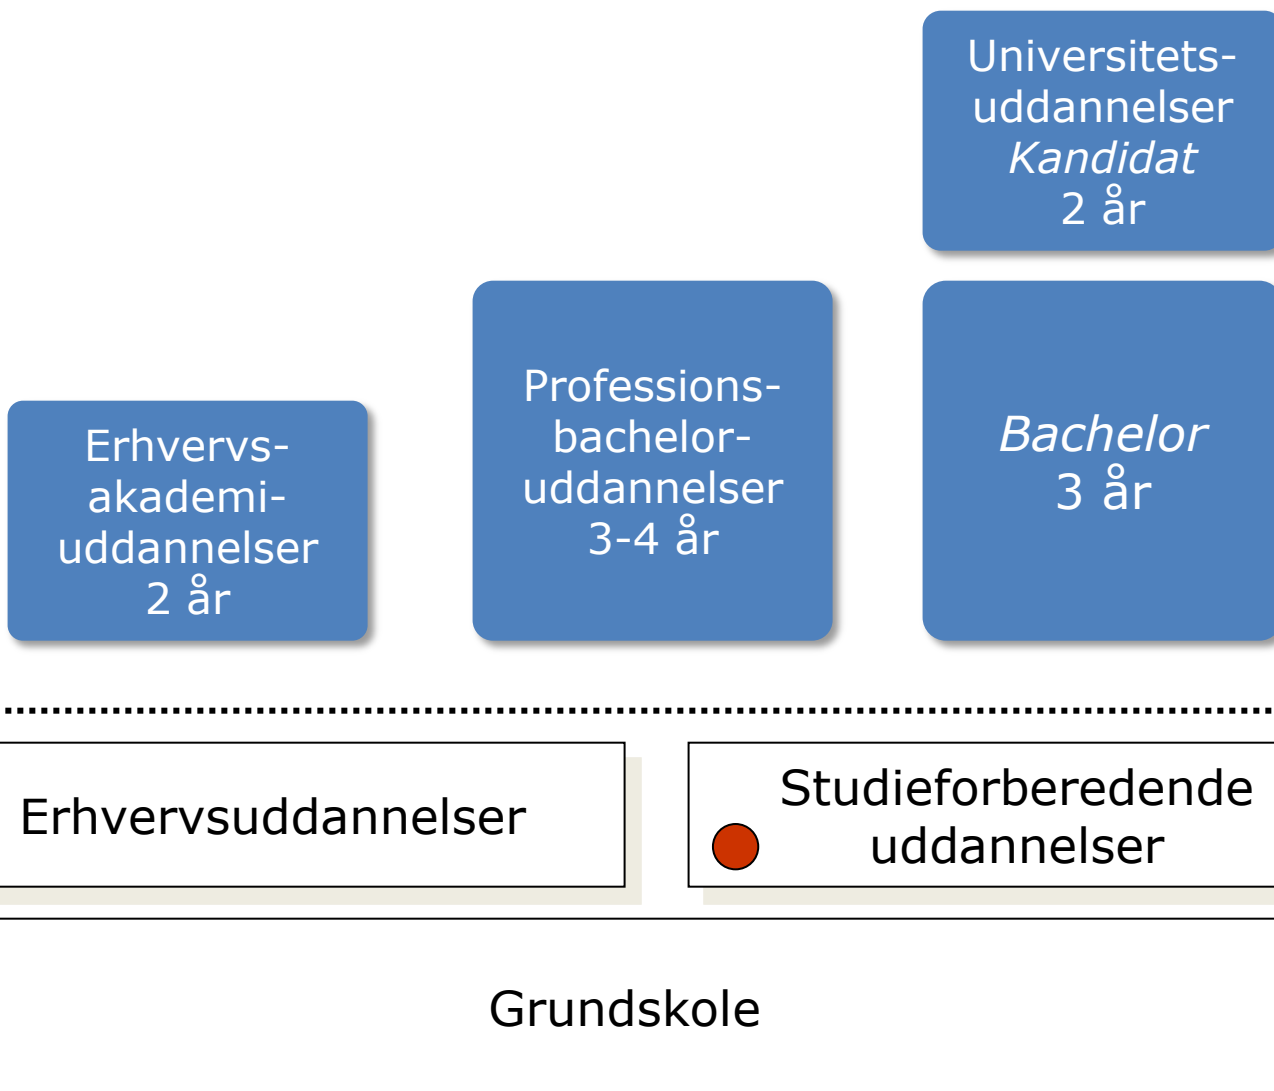 Universitets-
uddannelser
Kandidat
2 år
Erhvervs-
akademi-
uddannelser
2 år
Professions-
bachelor-
uddannelser
3-4 år
Bachelor
3 år
Erhvervsuddannelser
Studieforberedende
uddannelser
Grundskole